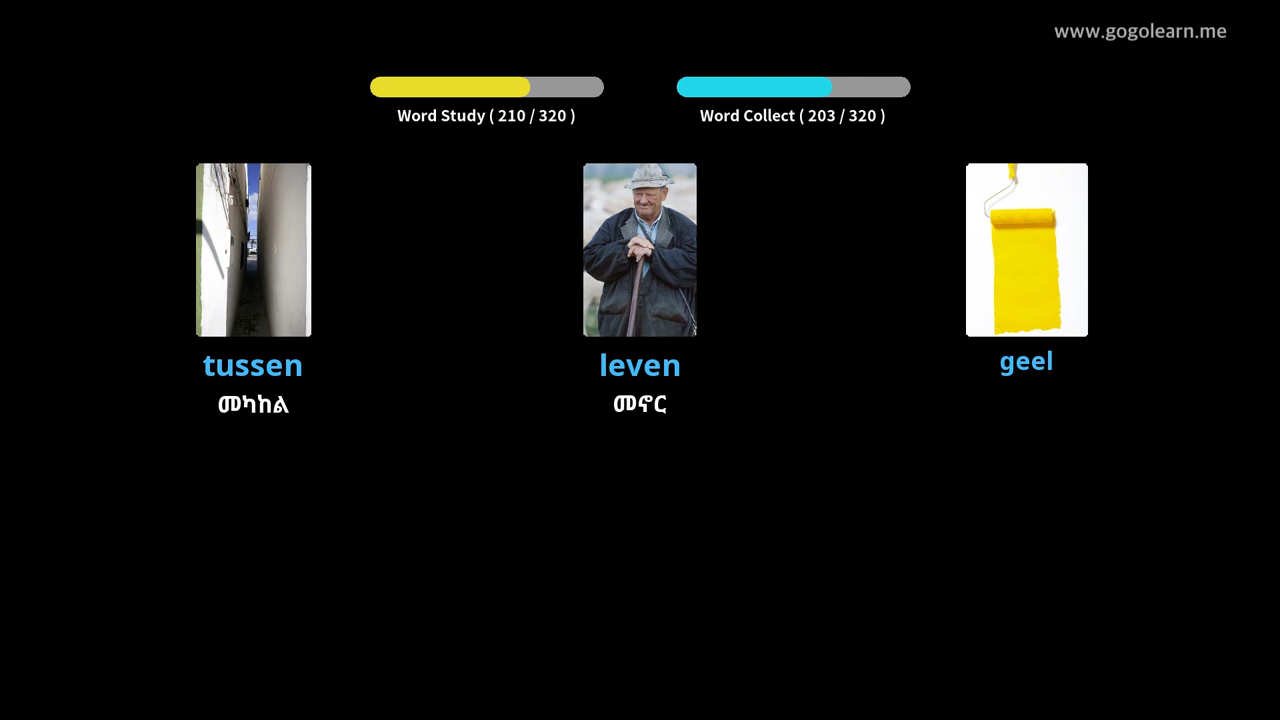 www.gogolearn.me
Word Study ( 210 / 320 )
Word Collect ( 203 / 320 )
tussen
leven
geel
መካከል
መኖር